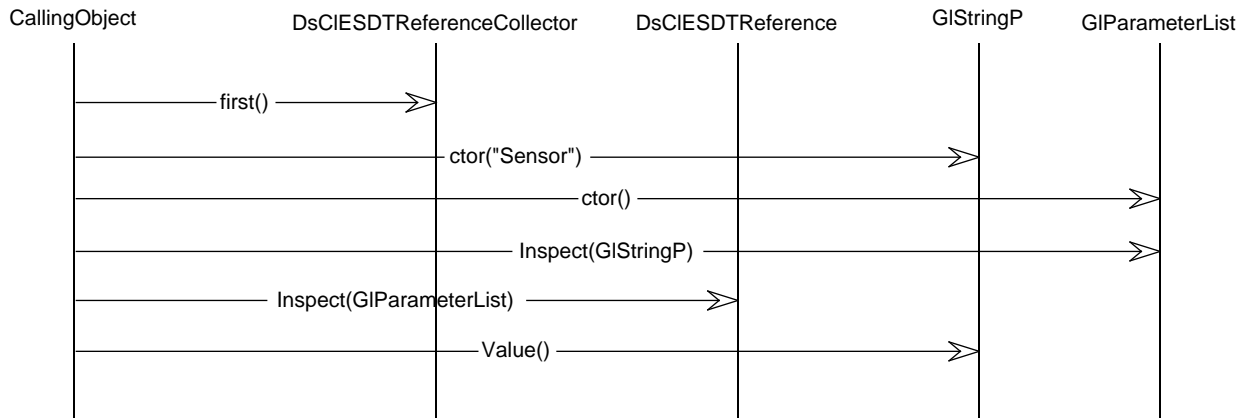 CallingObject
DsClESDTReferenceCollector
DsClESDTReference
GlStringP
GlParameterList
first()
ctor("Sensor")
ctor()
Inspect(GlStringP)
Inspect(GlParameterList)
Value()